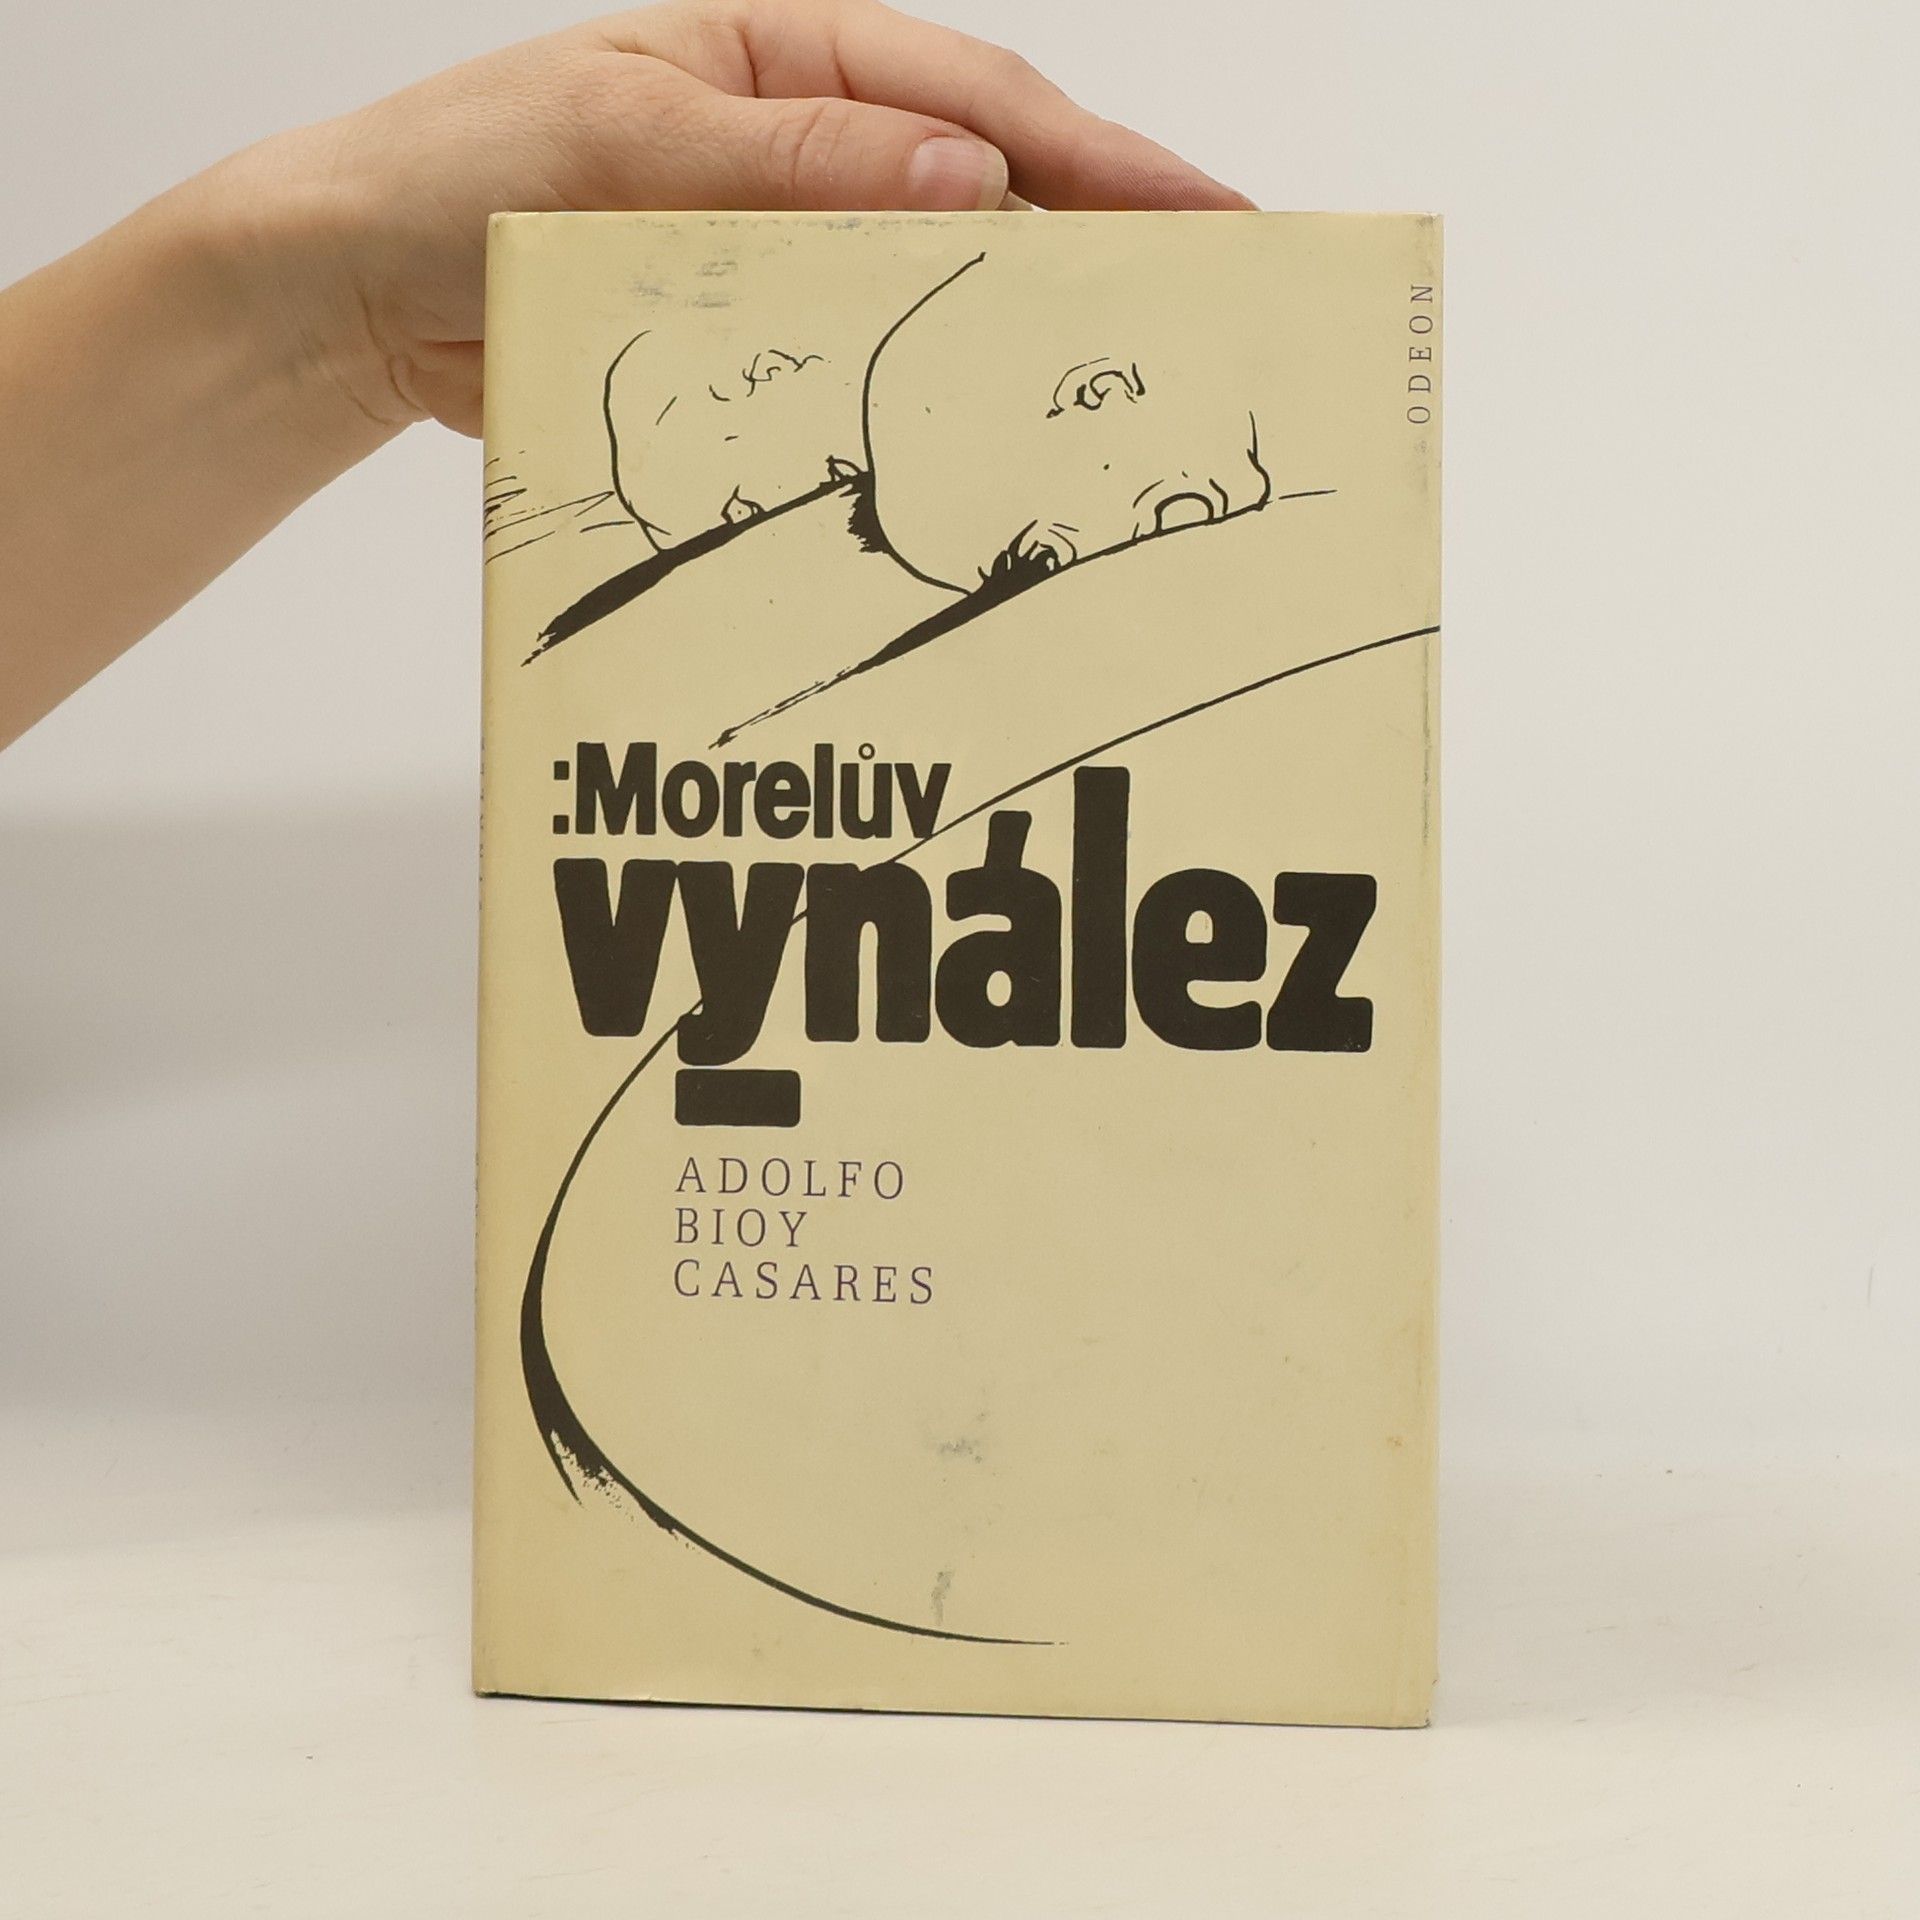 ODEON
:Morelův
vynález
ADOLFO
BIOY
CASARES